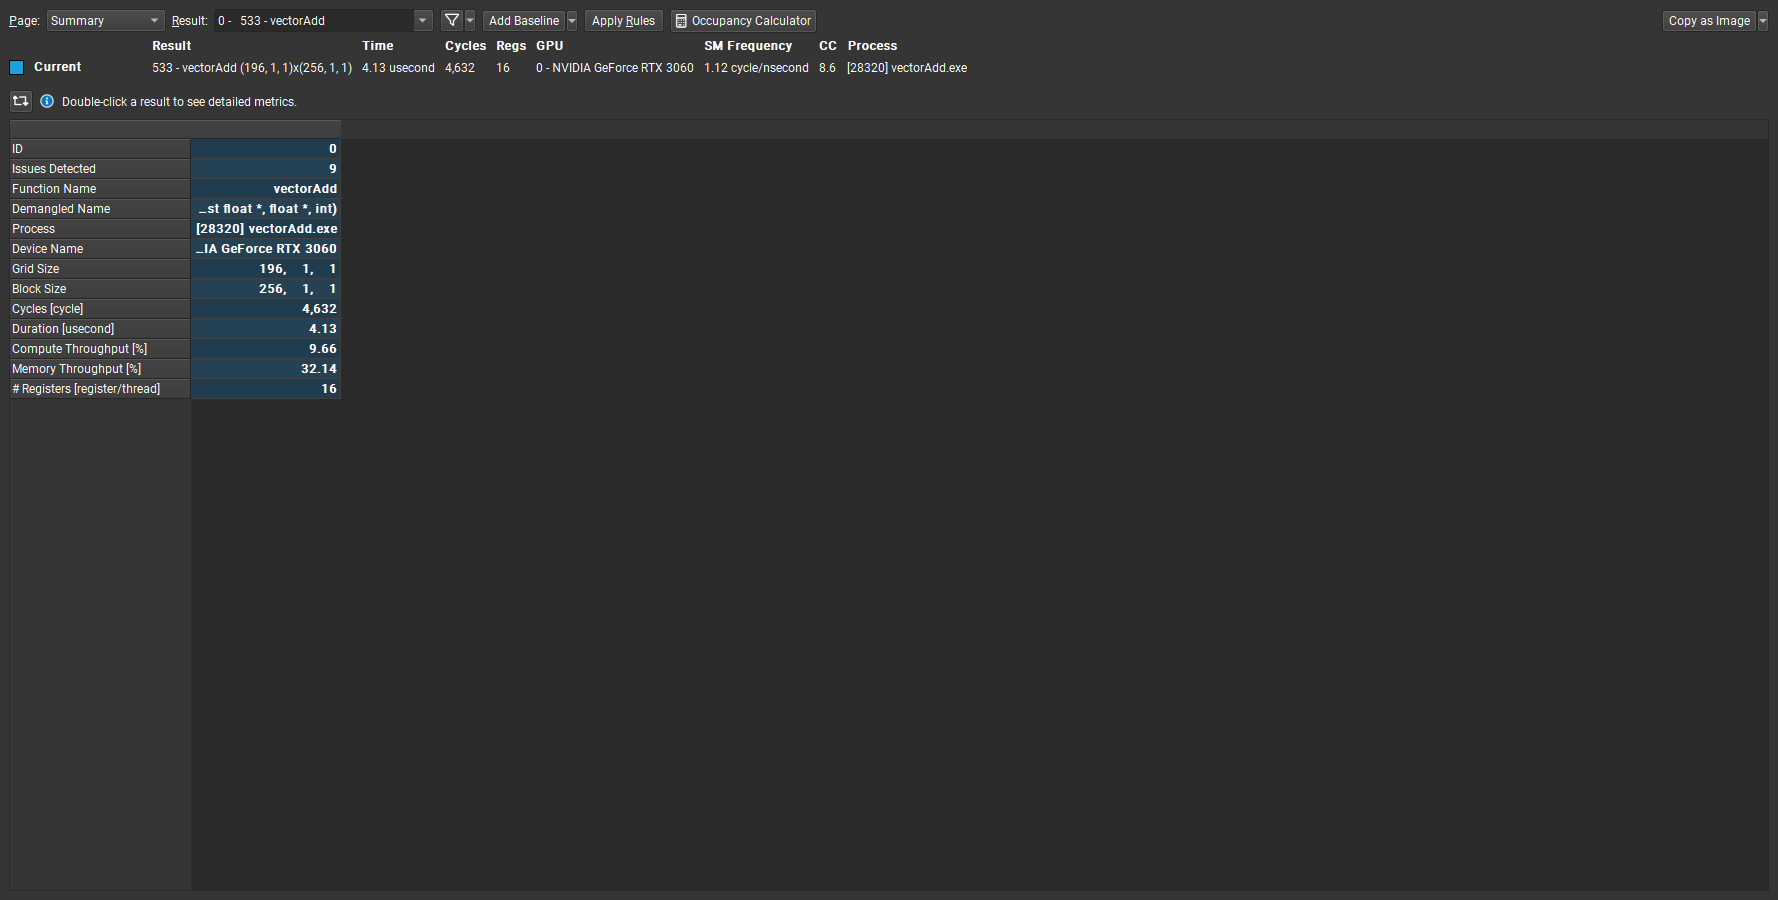 Page: Summary Result: 0 - 533 - vectorAdd Add Baseline Apply Rules Occupancy Calculator Copy as Image
Result Time Cycles Regs GPU SM Frequency CC Process
Current 533 - vectorAdd (196, 1, 1)x(256, 1, 1) 4.13 usecond 4,632 16 0 - NVIDIA GeForce RTX 3060 1.12 cycle/nsecond 8.6 [28320] vectorAdd.exe
Double-click a result to see detailed metrics.
ID 0
Issues Detected 9
Function Name vectorAdd
Demangled Name …st float *, float *, int)
Process [28320] vectorAdd.exe
Device Name …IA GeForce RTX 3060
Grid Size 196, 1, 1
Block Size 256, 1, 1
Cycles [cycle] 4,632
Duration [usecond] 4.13
Compute Throughput [%] 9.66
Memory Throughput [%] 32.14
# Registers [register/thread] 16